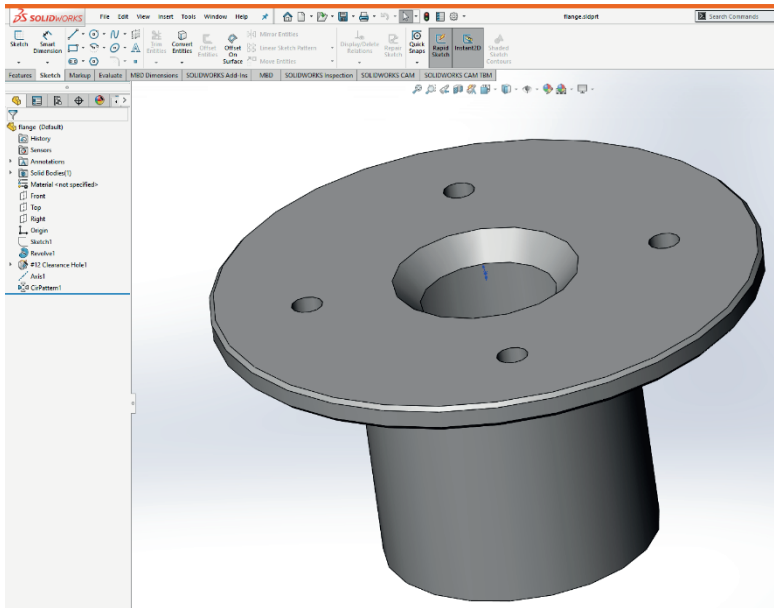 SOLIDWORKS File Edit View Insert Tools Window Help flange.sldprt Search Commands
Sketch Smart Dimension Trim Entities Convert Entities Offset Entities Offset On Surface Mirror Entities Linear Sketch Pattern Move Entities Display/Delete Relations Repair Sketch Quick Snaps Rapid Sketch Instant2D Shaded Sketch Contours
Features Sketch Markup Evaluate MBD Dimensions SOLIDWORKS Add-Ins MBD SOLIDWORKS Inspection SOLIDWORKS CAM SOLIDWORKS CAM TBM
flange (Default)
History
Sensors
Annotations
Solid Bodies(1)
Material <not specified>
Front
Top
Right
Origin
Sketch1
Revolve1
#12 Clearance Hole1
Axis1
CirPattern1